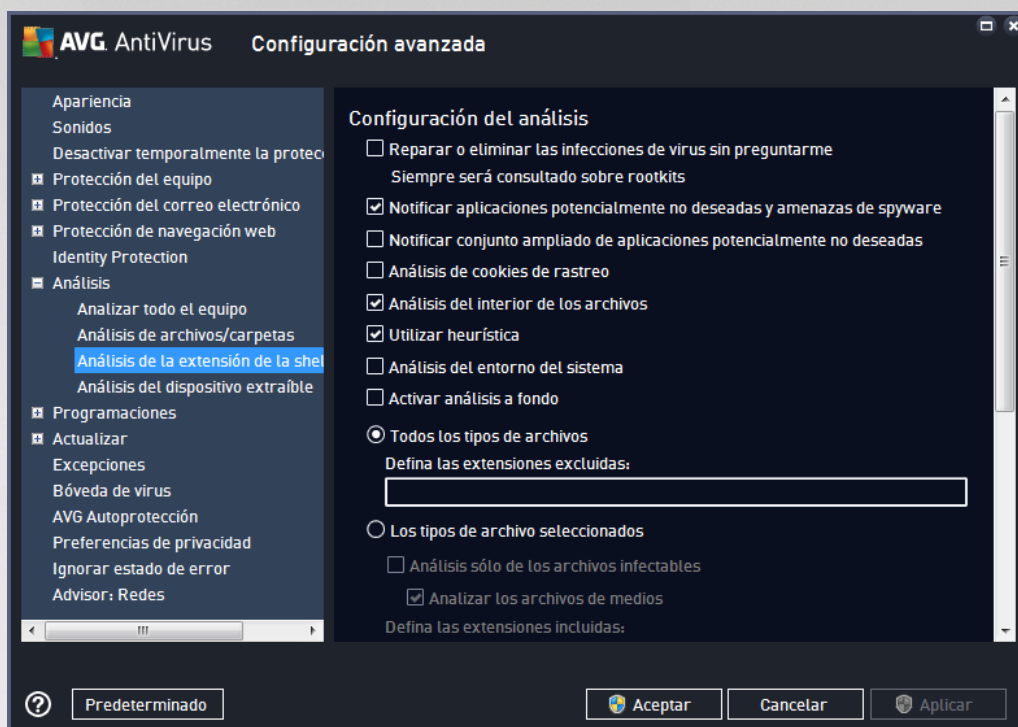 AVG. AntiVirus
Configuración avanzada
Apariencia
Sonidos
Desactivar temporalmente la protec
Protección del equipo
Protección del correo electrónico
Protección de navegación web
Identity Protection
Análisis
Analizar todo el equipo
Análisis de archivos/carpetas
Análisis de la extensión de la shel
Análisis del dispositivo extraíble
Programaciones
Actualizar
Excepciones
Bóveda de virus
AVG Autoprotección
Preferencias de privacidad
Ignorar estado de error
Advisor: Redes
Configuración del análisis
Reparar o eliminar las infecciones de virus sin preguntarme
Siempre será consultado sobre rootkits
Notificar aplicaciones potencialmente no deseadas y amenazas de spyware
Notificar conjunto ampliado de aplicaciones potencialmente no deseadas
Análisis de cookies de rastreo
Análisis del interior de los archivos
Utilizar heurística
Análisis del entorno del sistema
Activar análisis a fondo
Todos los tipos de archivos
Defina las extensiones excluidas:
Los tipos de archivo seleccionados
Análisis sólo de los archivos infectables
Analizar los archivos de medios
Defina las extensiones incluidas:
Predeterminado
Aceptar
Cancelar
Aplicar